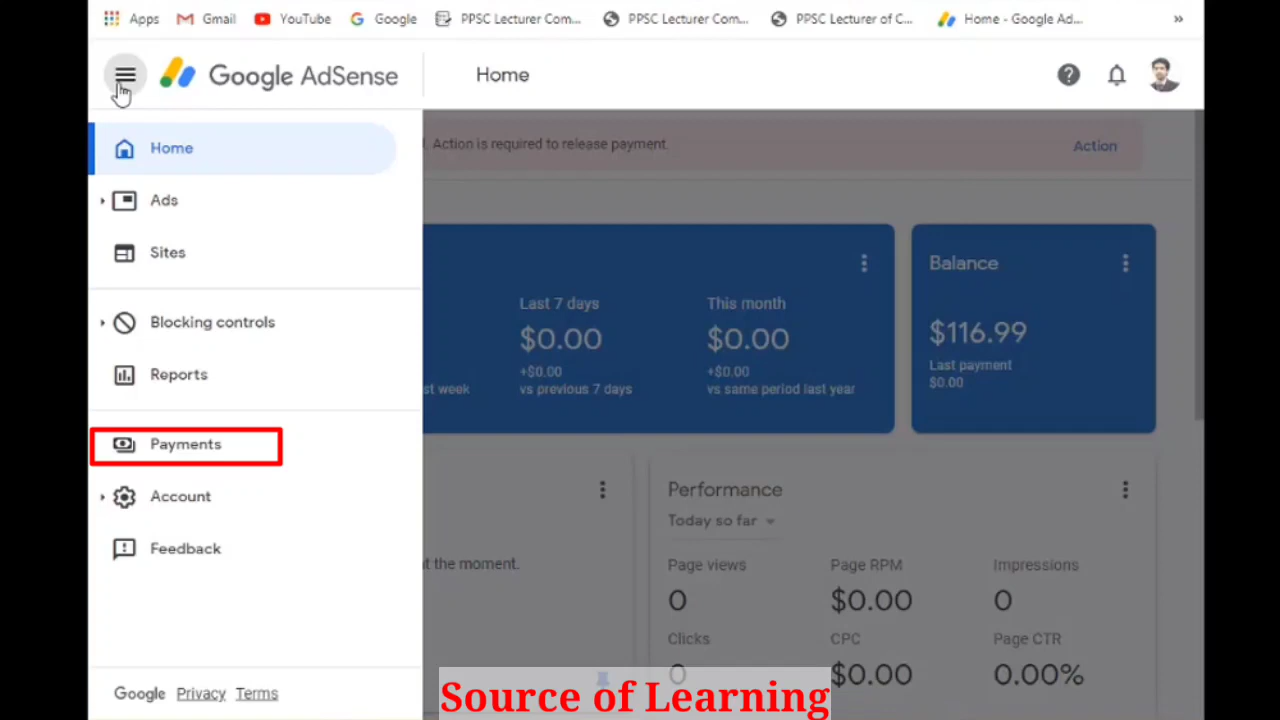 Apps Gmail YouTube Google PPSC Lecturer Com... PPSC Lecturer Com... PPSC Lecturer of C... Home - Google Ad... »
Google AdSense Home
Home
. Action is required to release payment. Action
Ads
Sites
Blocking controls
Reports
Payments
Account
Feedback
Google Privacy Terms
st week
Last 7 days
$0.00
+$0.00
vs previous 7 days
This month
$0.00
+$0.00
vs same period last year
Balance
$116.99
Last payment
$0.00
t the moment.
Performance
Today so far
Page views Page RPM Impressions
0 $0.00 0
Clicks CPC Page CTR
0 $0.00 0.00%
Source of Learning